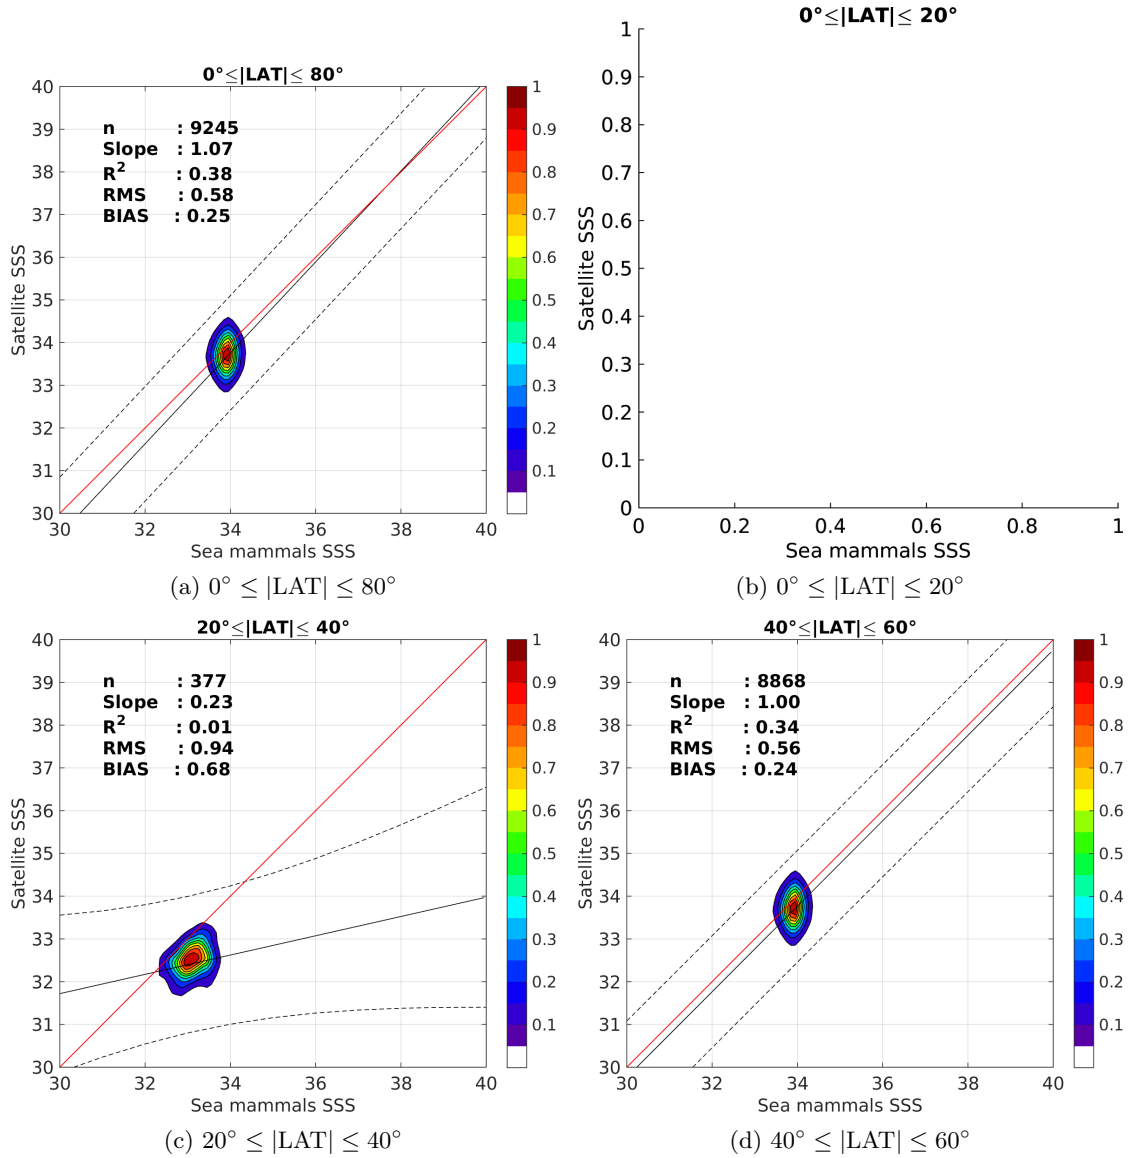 0°≤|LAT|≤ 80°
40
39
38
37
36
35
34
33
32
31
30
30 32 34 36 38 40
Satellite SSS
Sea mammals SSS
n : 9245
Slope : 1.07
R² : 0.38
RMS : 0.58
BIAS : 0.25
1
0.9
0.8
0.7
0.6
0.5
0.4
0.3
0.2
0.1
(a) 0° ≤ |LAT| ≤ 80°
0°≤|LAT|≤ 20°
1
0.9
0.8
0.7
0.6
0.5
0.4
0.3
0.2
0.1
0
0 0.2 0.4 0.6 0.8 1
Satellite SSS
Sea mammals SSS
(b) 0° ≤ |LAT| ≤ 20°
20°≤|LAT|≤ 40°
40
39
38
37
36
35
34
33
32
31
30
30 32 34 36 38 40
Satellite SSS
Sea mammals SSS
n : 377
Slope : 0.23
R² : 0.01
RMS : 0.94
BIAS : 0.68
1
0.9
0.8
0.7
0.6
0.5
0.4
0.3
0.2
0.1
(c) 20° ≤ |LAT| ≤ 40°
40°≤|LAT|≤ 60°
40
39
38
37
36
35
34
33
32
31
30
30 32 34 36 38 40
Satellite SSS
Sea mammals SSS
n : 8868
Slope : 1.00
R² : 0.34
RMS : 0.56
BIAS : 0.24
1
0.9
0.8
0.7
0.6
0.5
0.4
0.3
0.2
0.1
(d) 40° ≤ |LAT| ≤ 60°